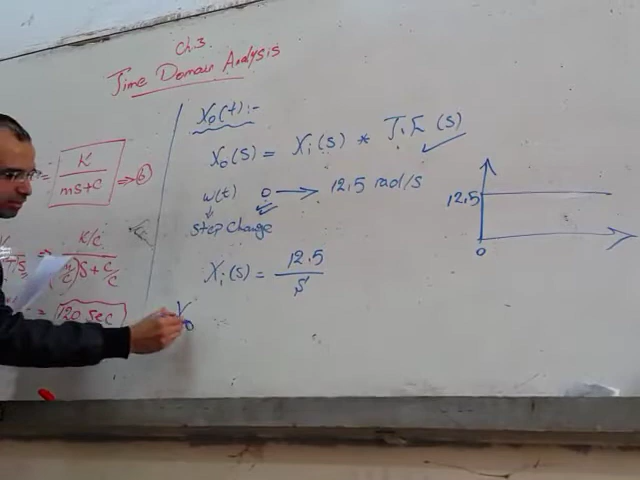 Ch.3
Time Domain Analysis
= K / mS+C ⇒ (b)
⇒ K/C / (m/C)S + C/C
= 120 sec
X₀(t) :-
X₀(S) = Xᵢ(S) * T.F. (S)
w(t) 0 → 12.5 rad/s
step change
Xᵢ(S) = 12.5 / S
X₀
12.5
0